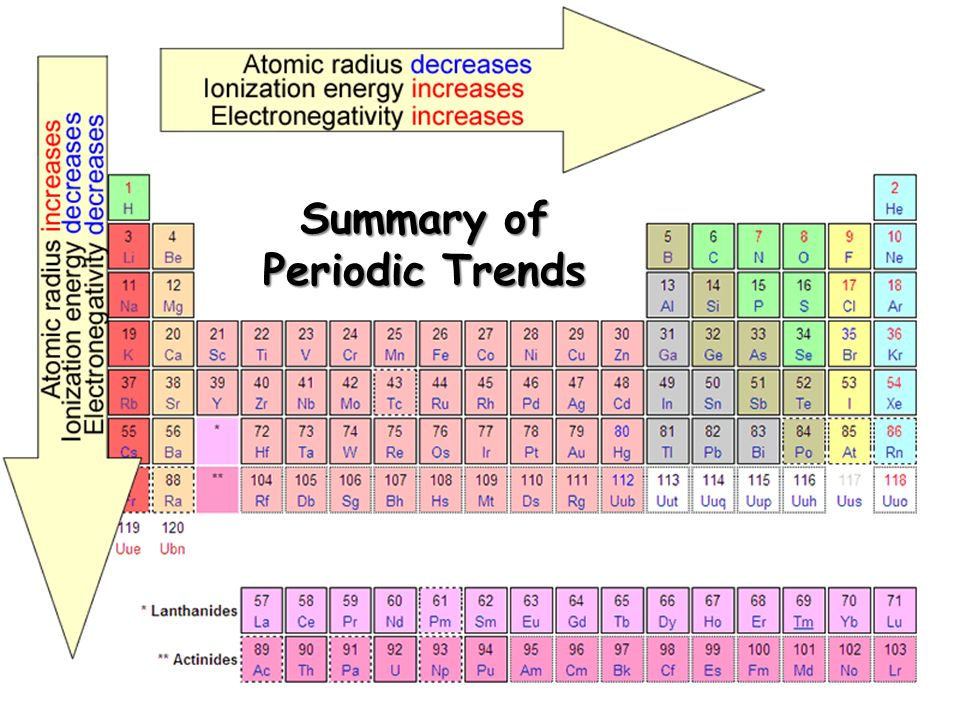 Atomic radius decreases
Ionization energy increases
Electronegativity increases
Atomic radius increases
Ionization energy decreases
Electronegativity decreases
Summary of
Periodic Trends
1 2
H He
3 4 5 6 7 8 9 10
Li Be B C N O F Ne
11 12 13 14 15 16 17 18
Na Mg Al Si P S Cl Ar
19 20 21 22 23 24 25 26 27 28 29 30 31 32 33 34 35 36
K Ca Sc Ti V Cr Mn Fe Co Ni Cu Zn Ga Ge As Se Br Kr
37 38 39 40 41 42 43 44 45 46 47 48 49 50 51 52 53 54
Rb Sr Y Zr Nb Mo Tc Ru Rh Pd Ag Cd In Sn Sb Te I Xe
55 56 * 72 73 74 75 76 77 78 79 80 81 82 83 84 85 86
Cs Ba Hf Ta W Re Os Ir Pt Au Hg Tl Pb Bi Po At Rn
88 ** 104 105 106 107 108 109 110 111 112 113 114 115 116 117 118
Ra Rf Db Sg Bh Hs Mt Ds Rg Uub Uut Uuq Uup Uuh Uus Uuo
119 120
Uue Ubn
57 58 59 60 61 62 63 64 65 66 67 68 69 70 71
* Lanthanides
La Ce Pr Nd Pm Sm Eu Gd Tb Dy Ho Er Tm Yb Lu
89 90 91 92 93 94 95 96 97 98 99 100 101 102 103
** Actinides
Ac Th Pa U Np Pu Am Cm Bk Cf Es Fm Md No Lr